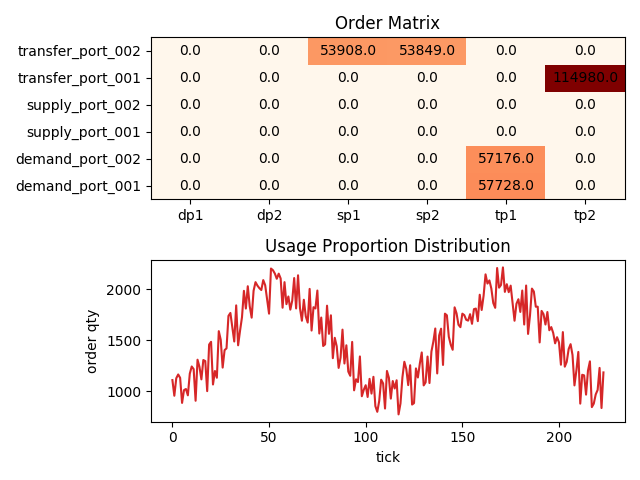 Order Matrix
transfer_port_002 0.0 0.0 53908.0 53849.0 0.0 0.0
transfer_port_001 0.0 0.0 0.0 0.0 0.0 114980.0
supply_port_002 0.0 0.0 0.0 0.0 0.0 0.0
supply_port_001 0.0 0.0 0.0 0.0 0.0 0.0
demand_port_002 0.0 0.0 0.0 0.0 57176.0 0.0
demand_port_001 0.0 0.0 0.0 0.0 57728.0 0.0
dp1 dp2 sp1 sp2 tp1 tp2
Usage Proportion Distribution
order qty
2000
1500
1000
0 50 100 150 200
tick